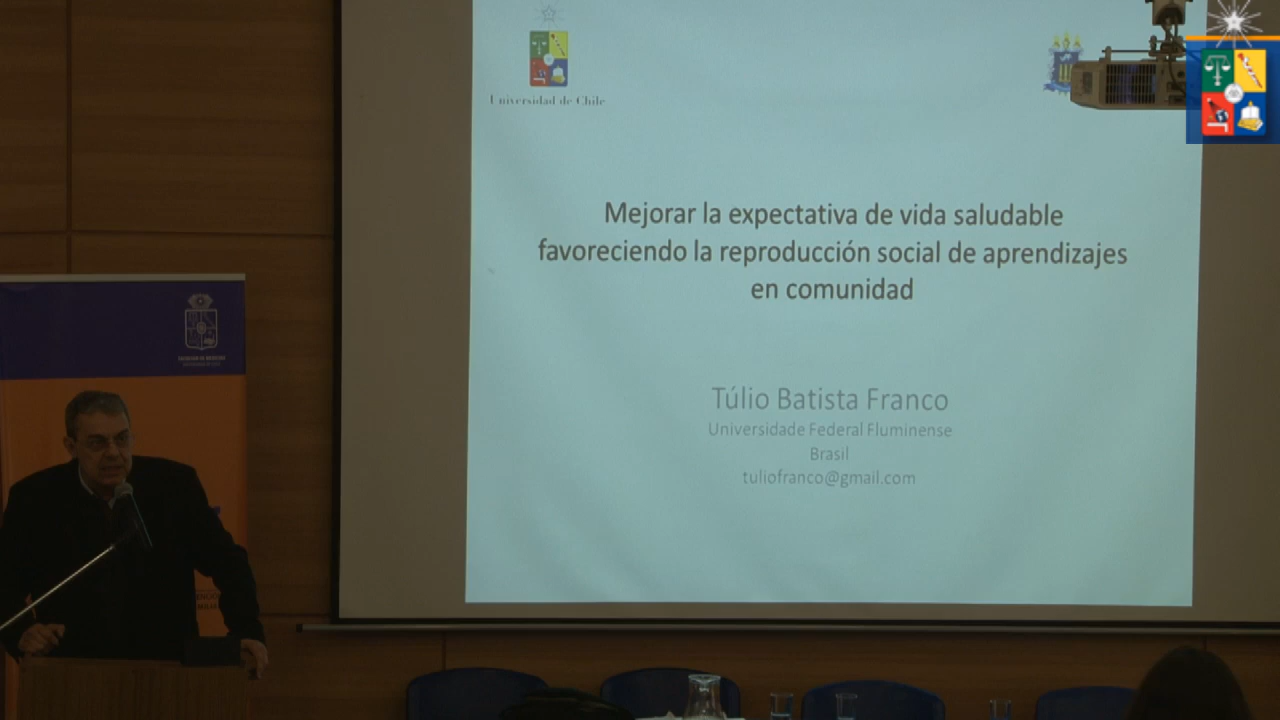 Universidad de Chile
Mejorar la expectativa de vida saludable
favoreciendo la reproducción social de aprendizajes
en comunidad
Túlio Batista Franco
Universidade Federal Fluminense
Brasil
tuliofranco@gmail.com